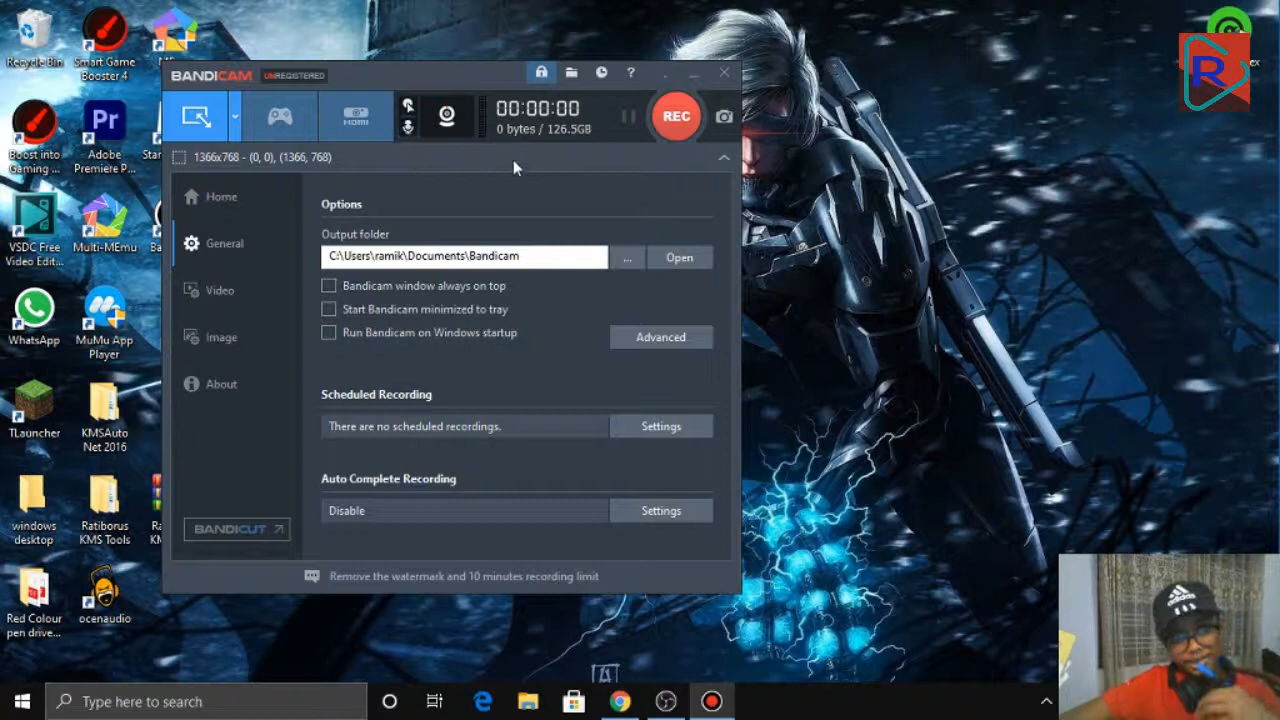 Recycle Bin
Smart Game
Booster 4
BANDICAM UNREGISTERED
?
R
00:00:00
0 bytes / 126.5GB
HDMI
REC
Boost into
Gaming ...
Pr
Adobe
Premiere P...
1366x768 - (0, 0), (1366, 768)
Home
General
Video
Image
About
BANDICUT
Options
Output folder
C:\Users\ramik\Documents\Bandicam
...
Open
Bandicam window always on top
Start Bandicam minimized to tray
Run Bandicam on Windows startup
Advanced
Scheduled Recording
There are no scheduled recordings.
Settings
Auto Complete Recording
Disable
Settings
Remove the watermark and 10 minutes recording limit
VSDC Free
Video Edit...
Multi-MEmu
WhatsApp
MuMu App
Player
TLauncher
KMSAuto
Net 2016
windows
desktop
Ratiborus
KMS Tools
Red Colour
pen drive...
ocenaudio
adidas
Type here to search